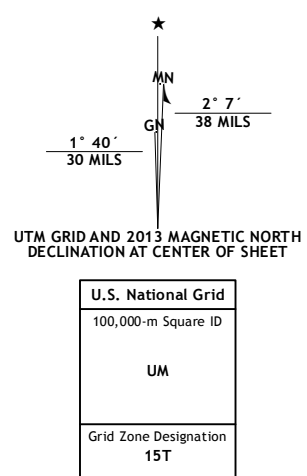 ★
MN
GN
2° 7´
38 MILS
1° 40´
30 MILS
UTM GRID AND 2013 MAGNETIC NORTH
DECLINATION AT CENTER OF SHEET
U.S. National Grid
100,000-m Square ID
UM
Grid Zone Designation
15T